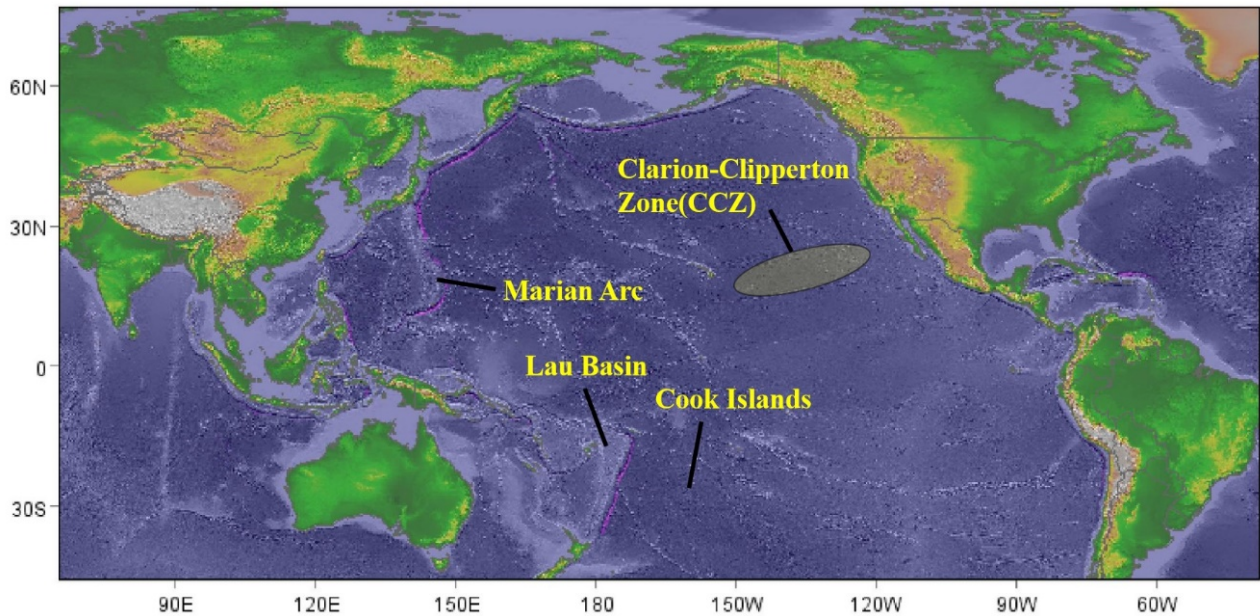 60N
30N
0
30S
Clarion-Clipperton
Zone(CCZ)
Marian Arc
Lau Basin
Cook Islands
90E
120E
150E
180
150W
120W
90W
60W